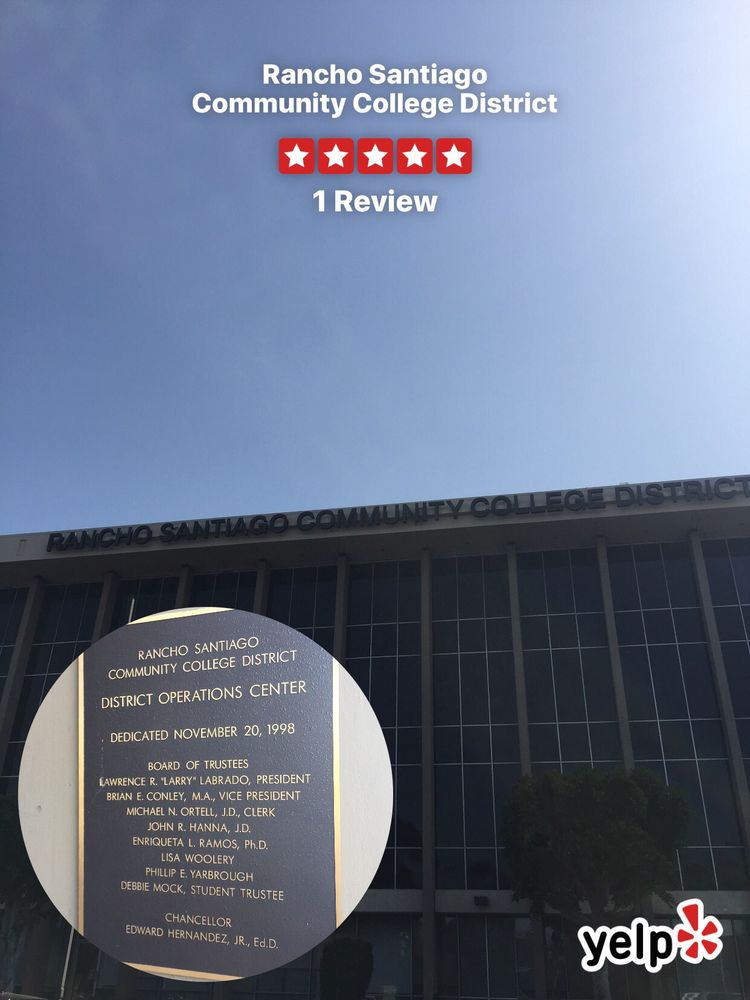 Rancho Santiago
Community College District
1 Review
RANCHO SANTIAGO COMMUNITY COLLEGE DISTRICT
RANCHO SANTIAGO
COMMUNITY COLLEGE DISTRICT
DISTRICT OPERATIONS CENTER
DEDICATED NOVEMBER 20, 1998
BOARD OF TRUSTEES
LAWRENCE R. "LARRY" LABRADO, PRESIDENT
BRIAN E. CONLEY, M.A., VICE PRESIDENT
MICHAEL N. ORTELL, J.D., CLERK
JOHN R. HANNA, J.D.
ENRIQUETA L. RAMOS, Ph.D.
LISA WOOLERY
PHILLIP E. YARBROUGH
DEBBIE MOCK, STUDENT TRUSTEE
CHANCELLOR
EDWARD HERNANDEZ, JR., Ed.D.
yelp